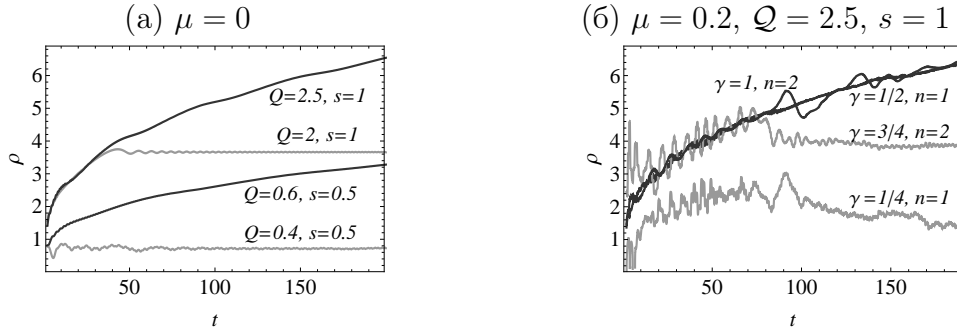 (а) μ = 0
6
5
4
3
2
1
ρ
Q=2.5, s=1
Q=2, s=1
Q=0.6, s=0.5
Q=0.4, s=0.5
50 100 150
t
(б) μ = 0.2, 𝒬 = 2.5, s = 1
6
5
4
3
2
1
ρ
γ=1, n=2
γ=1/2, n=1
γ=3/4, n=2
γ=1/4, n=1
50 100 150
t